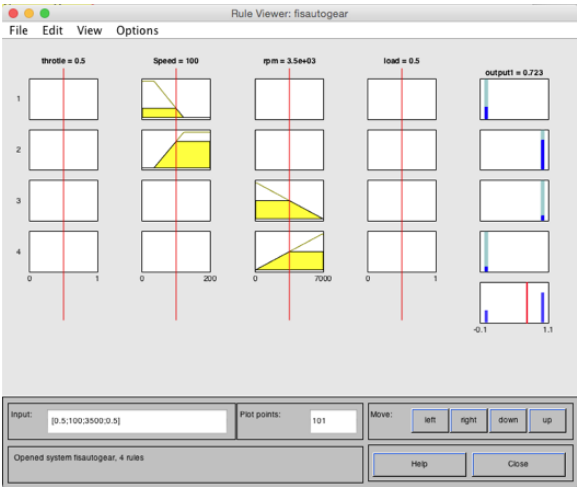 Rule Viewer: fisautogear
File Edit View Options
throtle = 0.5 Speed = 100 rpm = 3.5e+03 load = 0.5 output1 = 0.723
1
2
3
4
0 1 0 200 0 7000 0 1
-0.1 1.1
Input: [0.5;100;3500;0.5] Plot points: 101 Move: left right down up
Opened system fisautogear, 4 rules Help Close